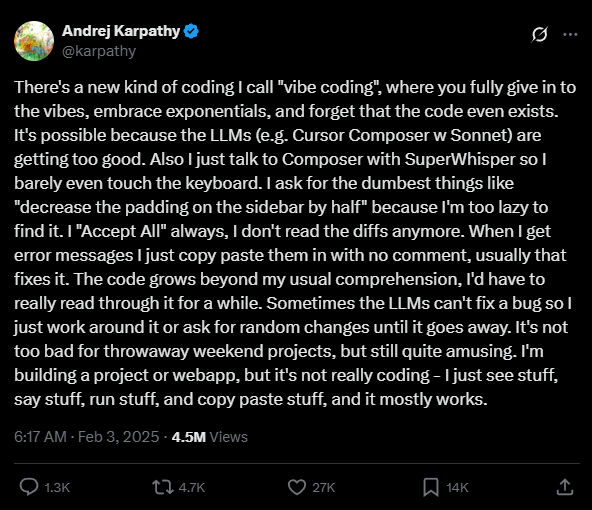 Andrej Karpathy
@karpathy
There's a new kind of coding I call "vibe coding", where you fully give in to
the vibes, embrace exponentials, and forget that the code even exists.
It's possible because the LLMs (e.g. Cursor Composer w Sonnet) are
getting too good. Also I just talk to Composer with SuperWhisper so I
barely even touch the keyboard. I ask for the dumbest things like
"decrease the padding on the sidebar by half" because I'm too lazy to
find it. I "Accept All" always, I don't read the diffs anymore. When I get
error messages I just copy paste them in with no comment, usually that
fixes it. The code grows beyond my usual comprehension, I'd have to
really read through it for a while. Sometimes the LLMs can't fix a bug so I
just work around it or ask for random changes until it goes away. It's not
too bad for throwaway weekend projects, but still quite amusing. I'm
building a project or webapp, but it's not really coding - I just see stuff,
say stuff, run stuff, and copy paste stuff, and it mostly works.
6:17 AM · Feb 3, 2025 · 4.5M Views
1.3K 4.7K 27K 14K